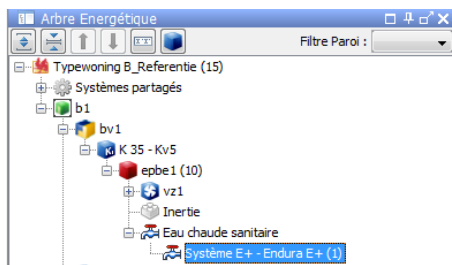 Arbre Energétique
Filtre Paroi :
Typewoning B_Referentie (15)
Systèmes partagés
b1
bv1
K 35 - Kv5
epbe1 (10)
vz1
Inertie
Eau chaude sanitaire
Système E+ - Endura E+ (1)